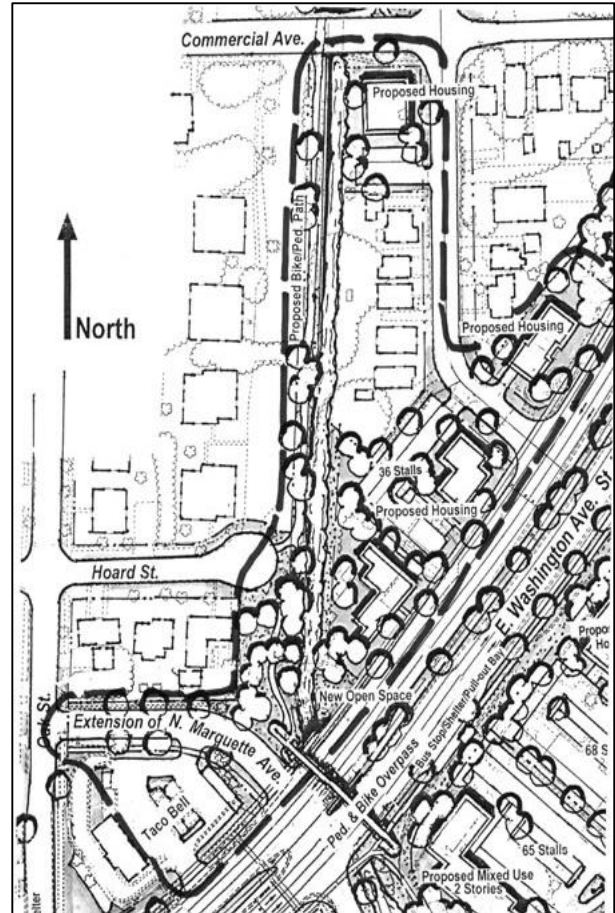 Commercial Ave.
Proposed Housing
Proposed Bike/Ped. Path
North
Proposed Housing
36 Stalls
Proposed Housing
E. Washington Ave.
Hoard St.
Bus Stop/Shelter/Pull-out Bay
New Open Space
Oak St.
Extension of N. Marquette Ave.
Ped. & Bike Overpass
Taco Bell
65 Stalls
Proposed Mixed Use
2 Stories